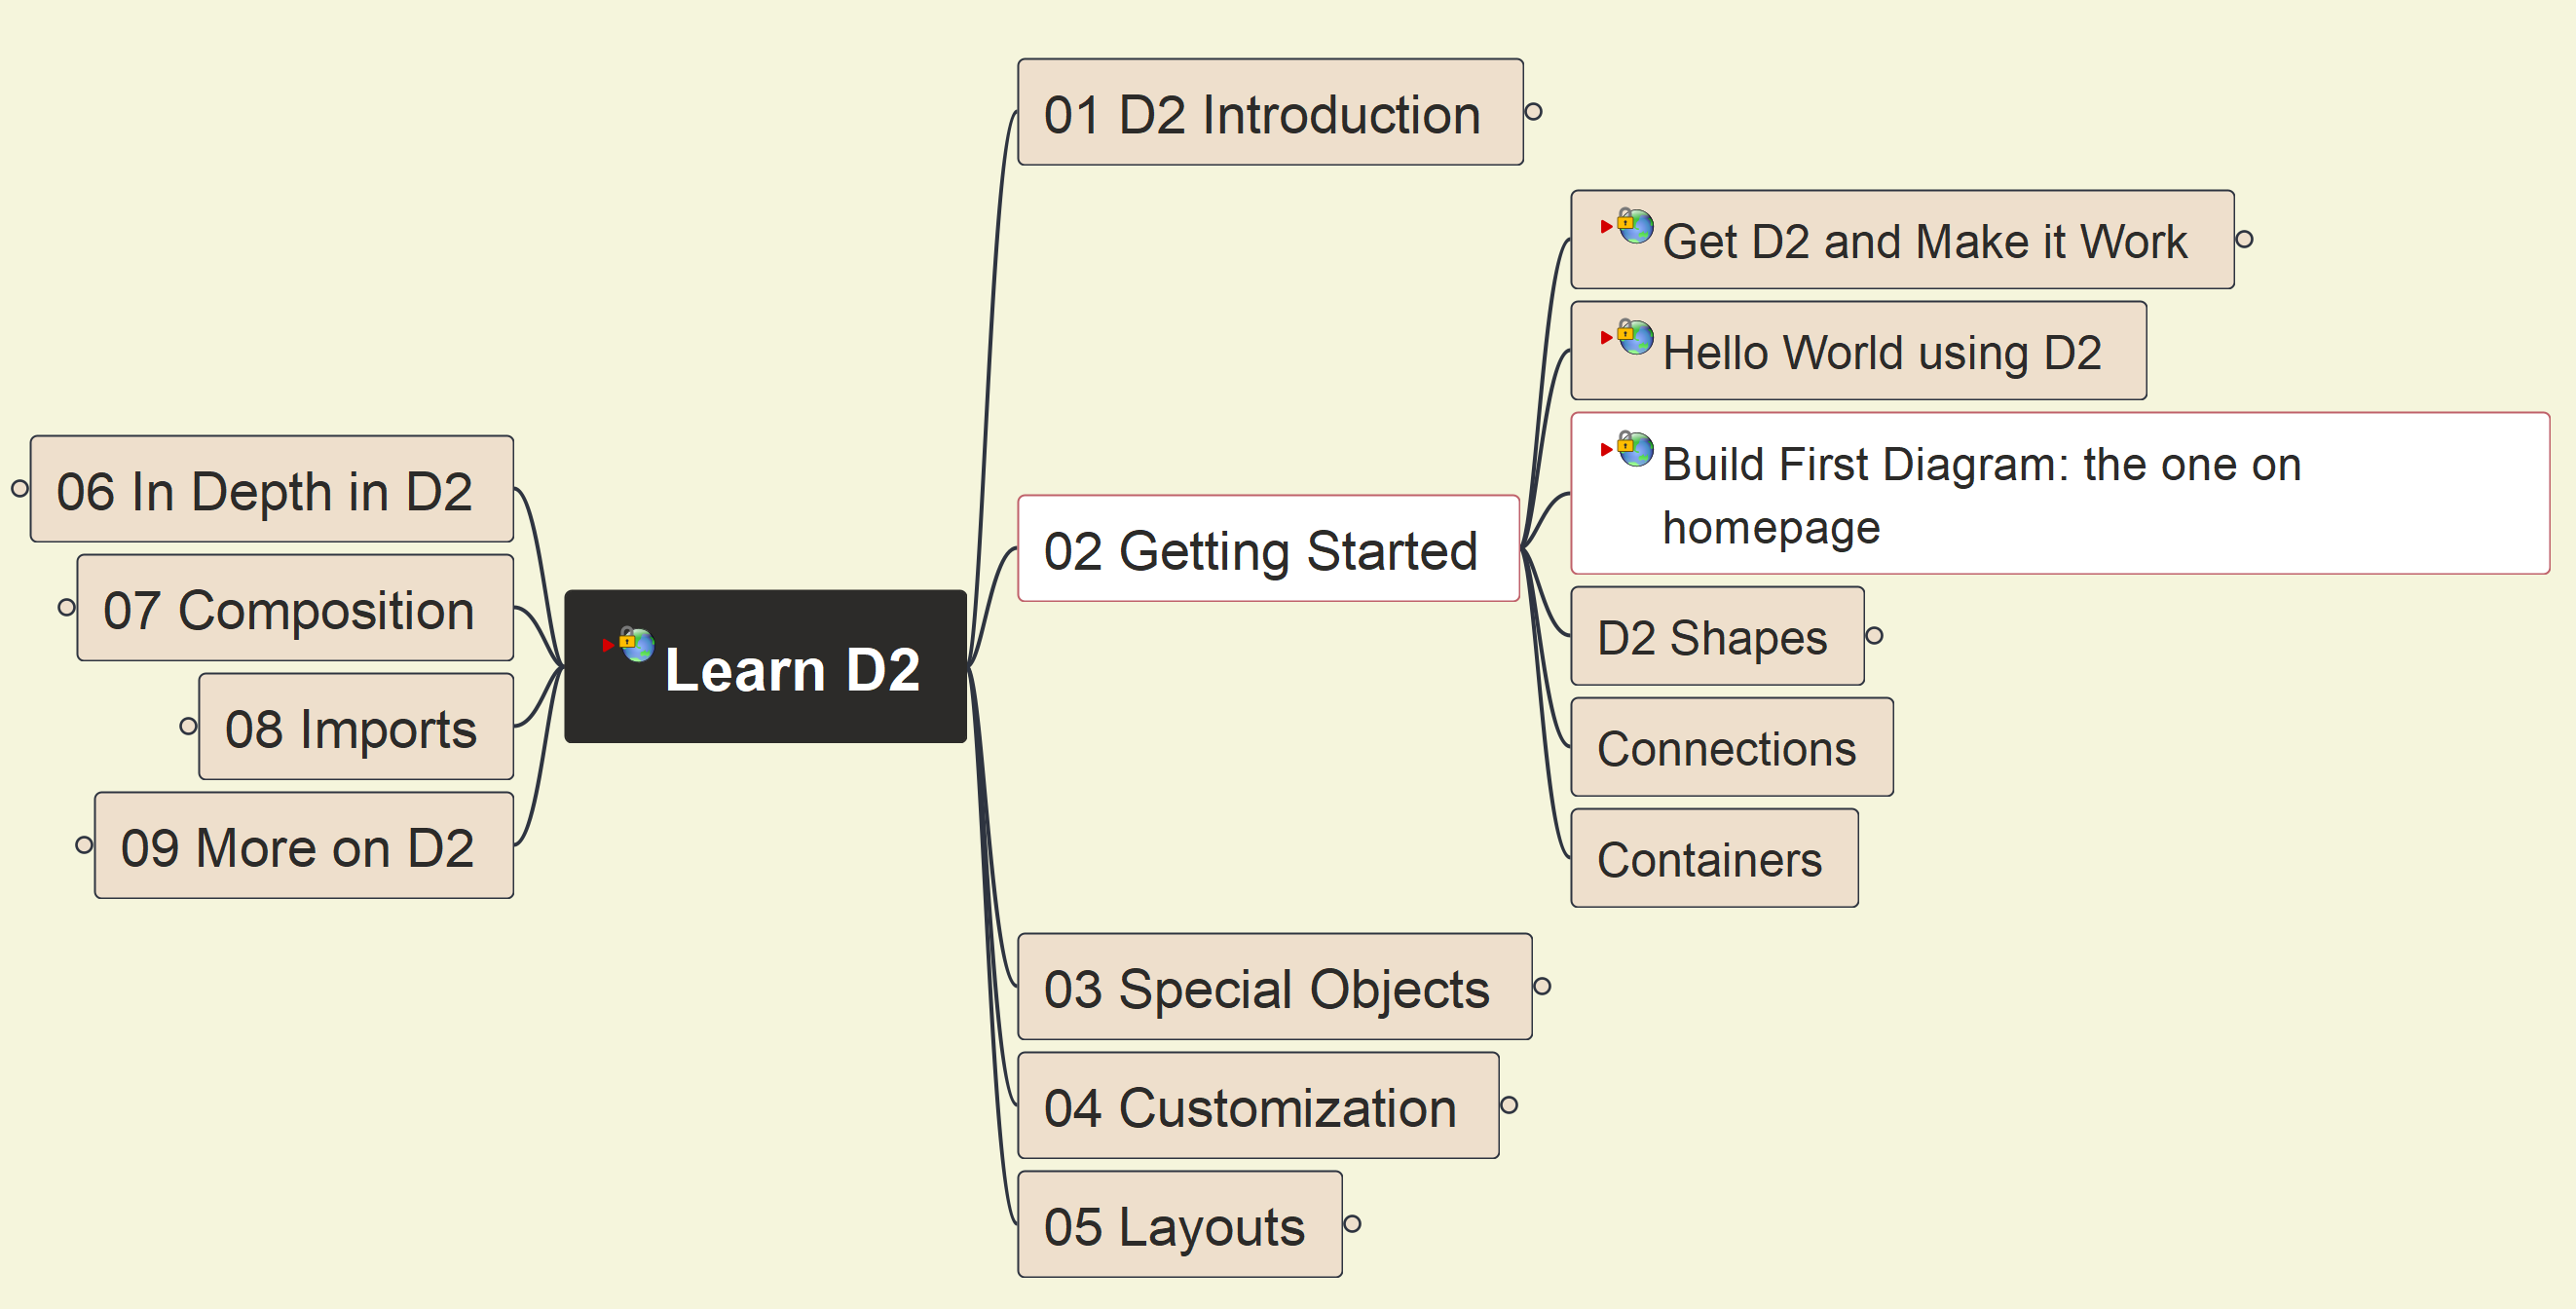 Learn D2
01 D2 Introduction
02 Getting Started
Get D2 and Make it Work
Hello World using D2
Build First Diagram: the one on
homepage
D2 Shapes
Connections
Containers
03 Special Objects
04 Customization
05 Layouts
06 In Depth in D2
07 Composition
08 Imports
09 More on D2